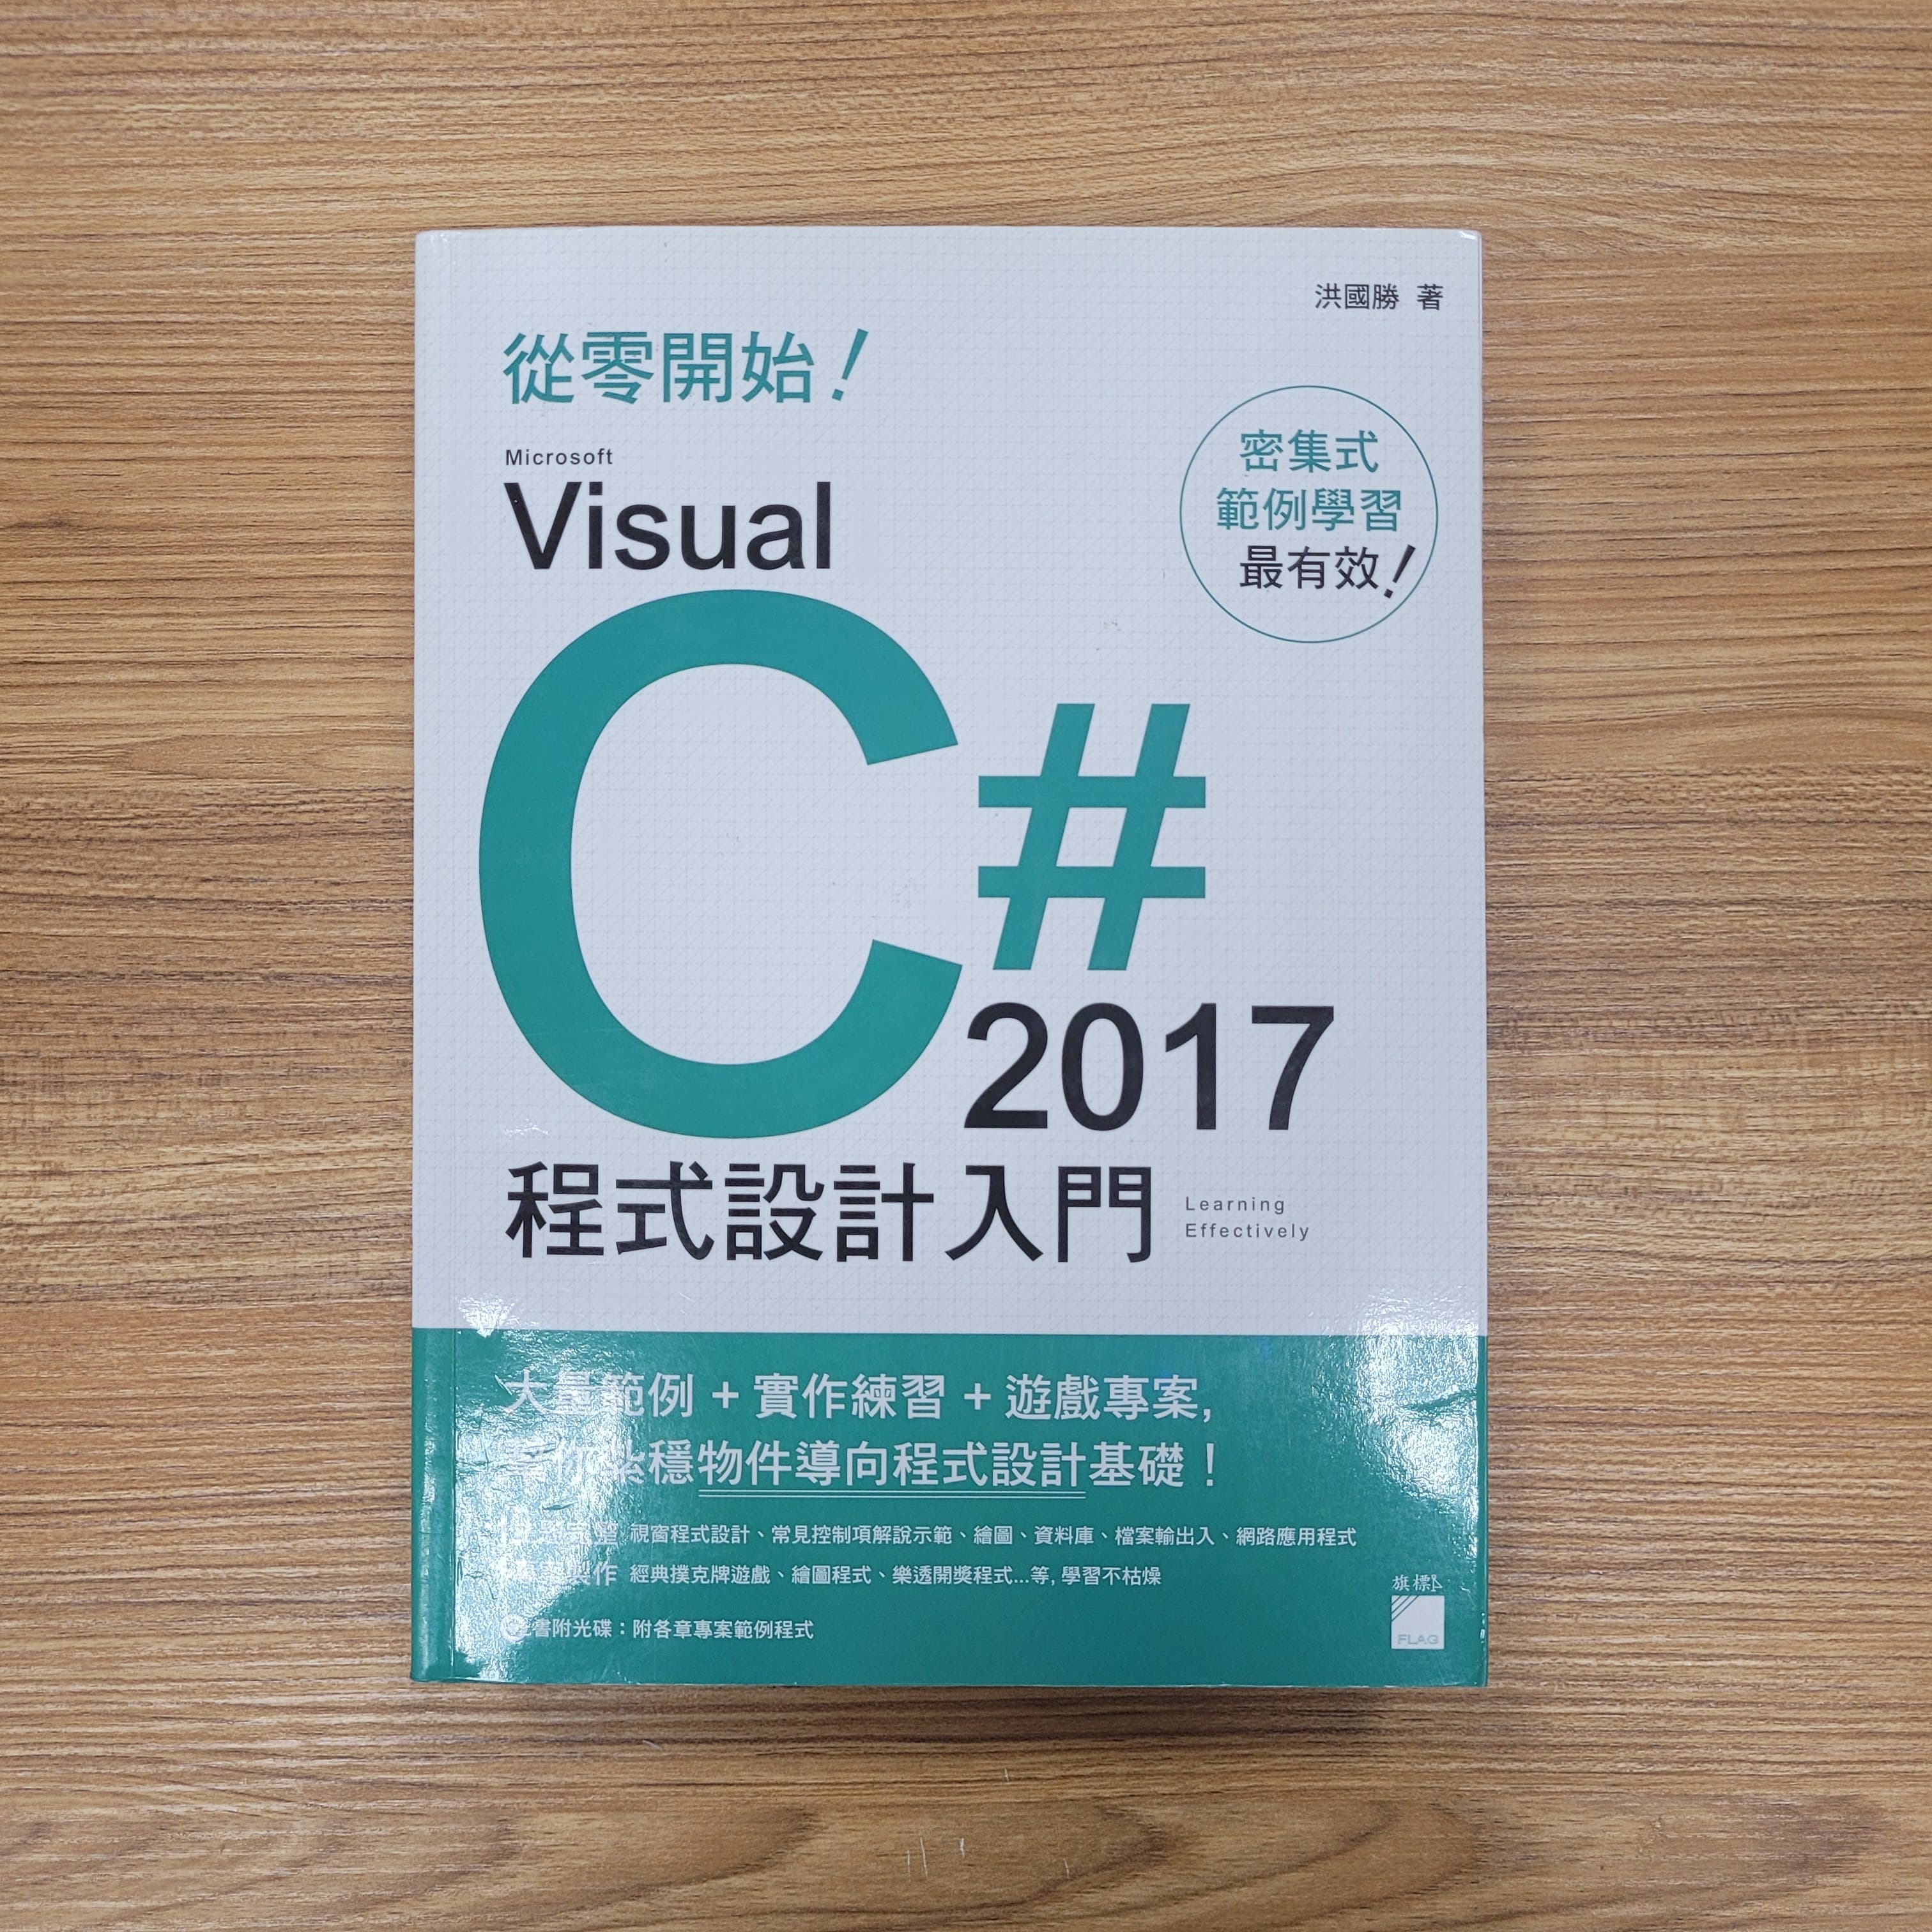 洪國勝 著
從零開始!
密集式
範例學習
最有效!
Microsoft
Visual
C#
2017
程式設計入門
Learning
Effectively
大量範例 + 實作練習 + 遊戲專案,
你紮穩物件導向程式設計基礎!
視窗程式設計、常見控制項解說示範、繪圖、資料庫、檔案輸出入、網路應用程式
製作 經典撲克牌遊戲、繪圖程式、樂透開獎程式...等, 學習不枯燥
書附光碟:附各章專案範例程式
旗標
FLAG